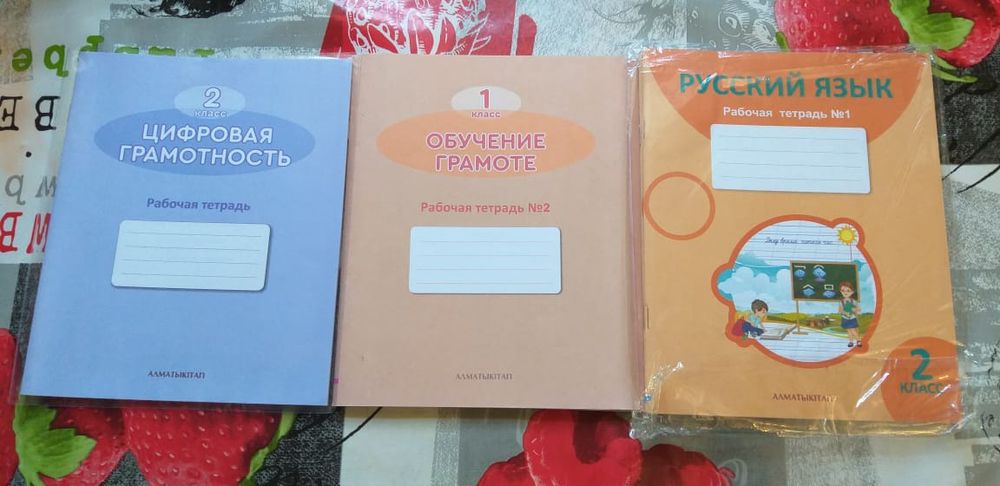 2
класс
ЦИФРОВАЯ
ГРАМОТНОСТЬ
Рабочая тетрадь
АЛМАТЫКІТАП
1
класс
ОБУЧЕНИЕ
ГРАМОТЕ
Рабочая тетрадь №2
АЛМАТЫКІТАП
РУССКИЙ ЯЗЫК
Рабочая тетрадь №1
2
КЛАСС
АЛМАТЫКІТАП